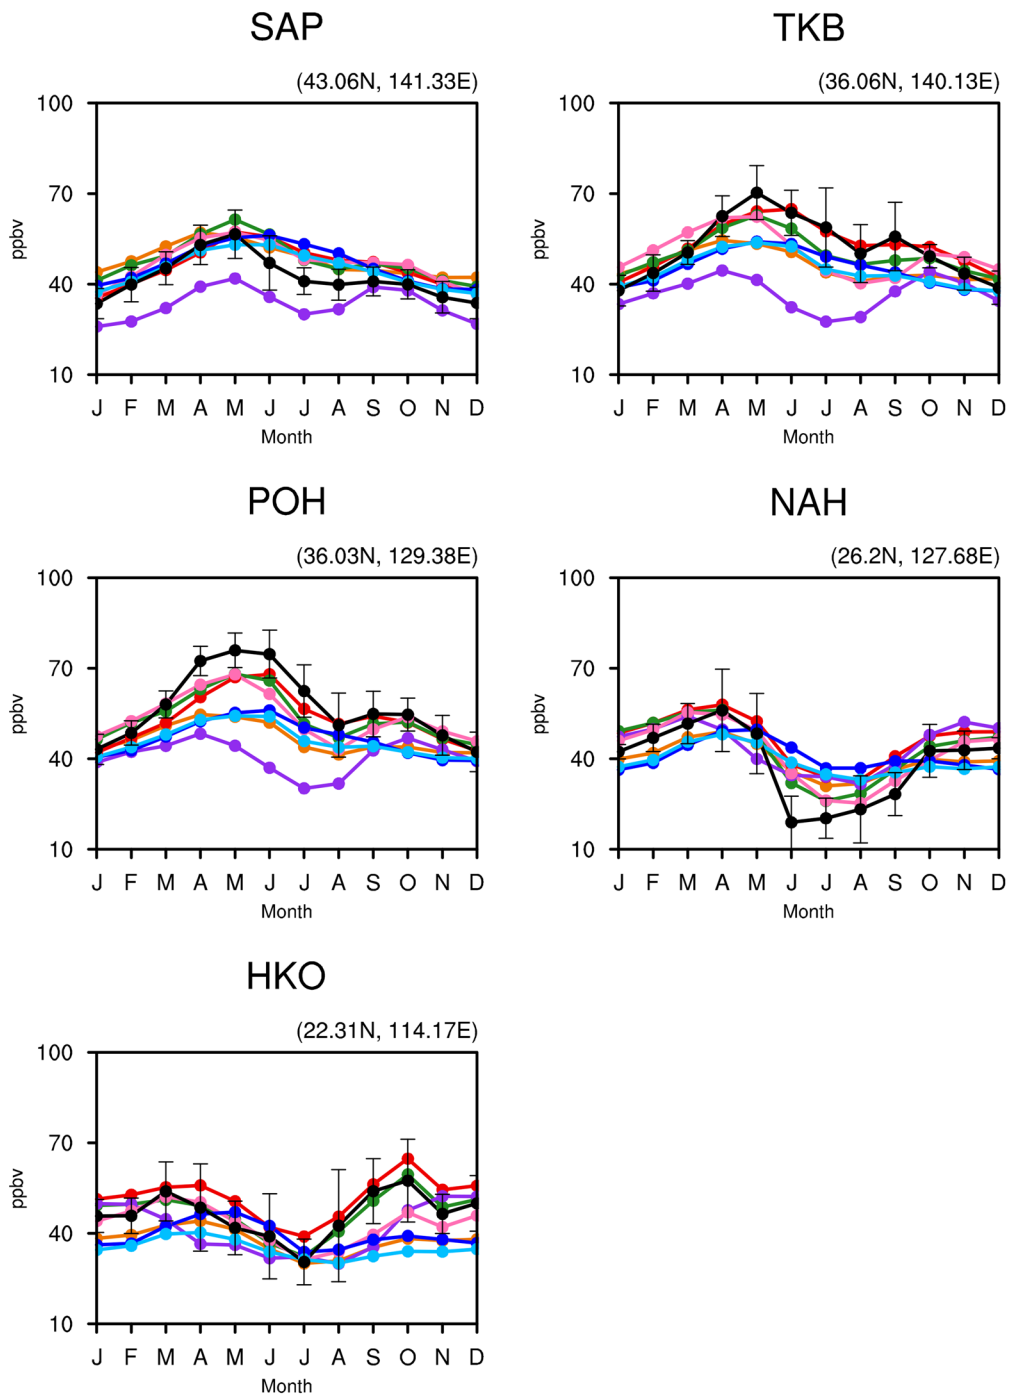 SAP
(43.06N, 141.33E)
100
70
40
10
ppbv
J F M A M J J A S O N D
Month
TKB
(36.06N, 140.13E)
100
70
40
10
ppbv
J F M A M J J A S O N D
Month
POH
(36.03N, 129.38E)
100
70
40
10
ppbv
J F M A M J J A S O N D
Month
NAH
(26.2N, 127.68E)
100
70
40
10
ppbv
J F M A M J J A S O N D
Month
HKO
(22.31N, 114.17E)
100
70
40
10
ppbv
J F M A M J J A S O N D
Month